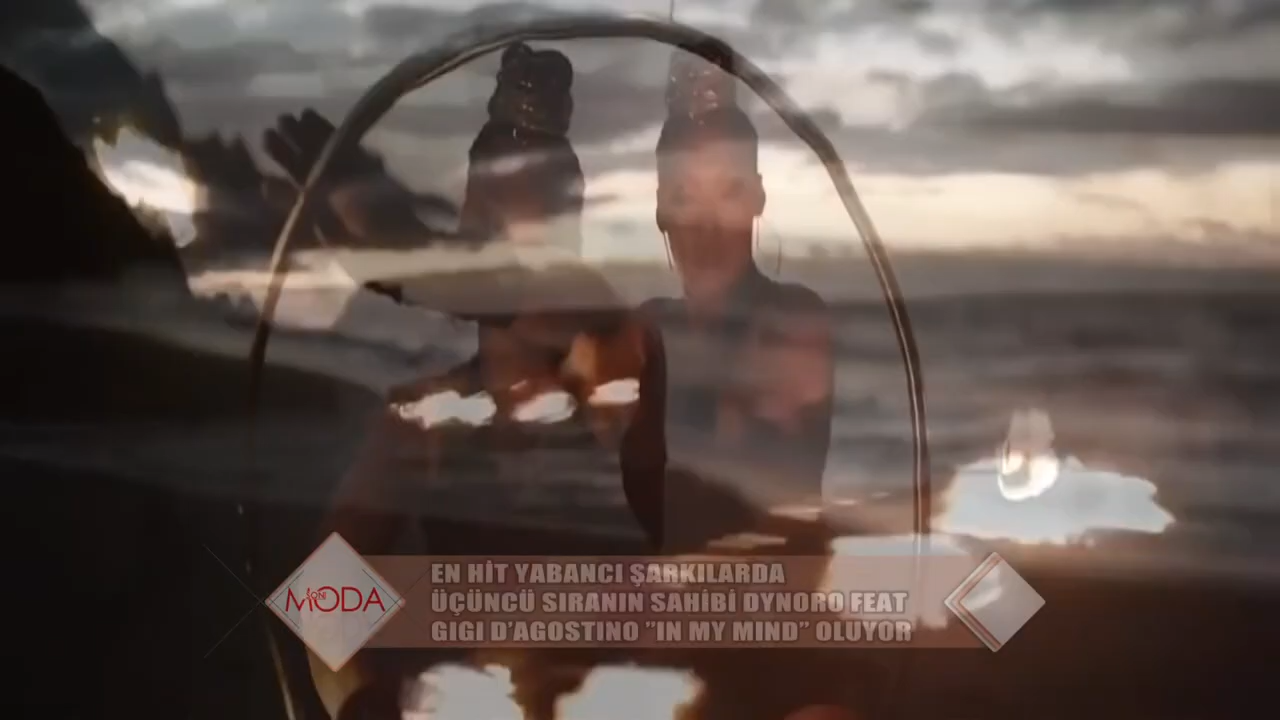 MODA
EN HİT YABANCI ŞARKILARDA
ÜÇÜNCÜ SIRANIN SAHİBİ DYNORO FEAT
GIGI D'AGOSTINO "IN MY MIND" OLUYOR